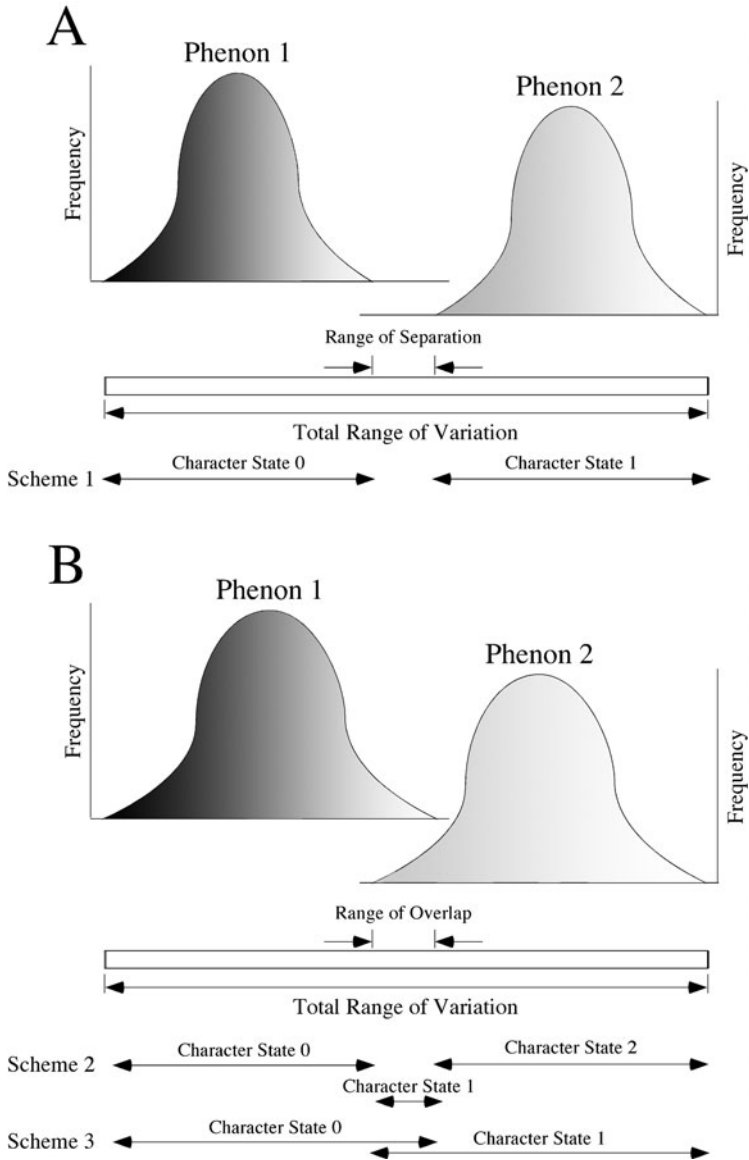 A
Phenon 1
Phenon 2
Frequency
Frequency
Range of Separation
Total Range of Variation
Scheme 1
Character State 0
Character State 1
B
Phenon 1
Phenon 2
Frequency
Frequency
Range of Overlap
Total Range of Variation
Scheme 2
Character State 0
Character State 2
Character State 1
Scheme 3
Character State 0
Character State 1